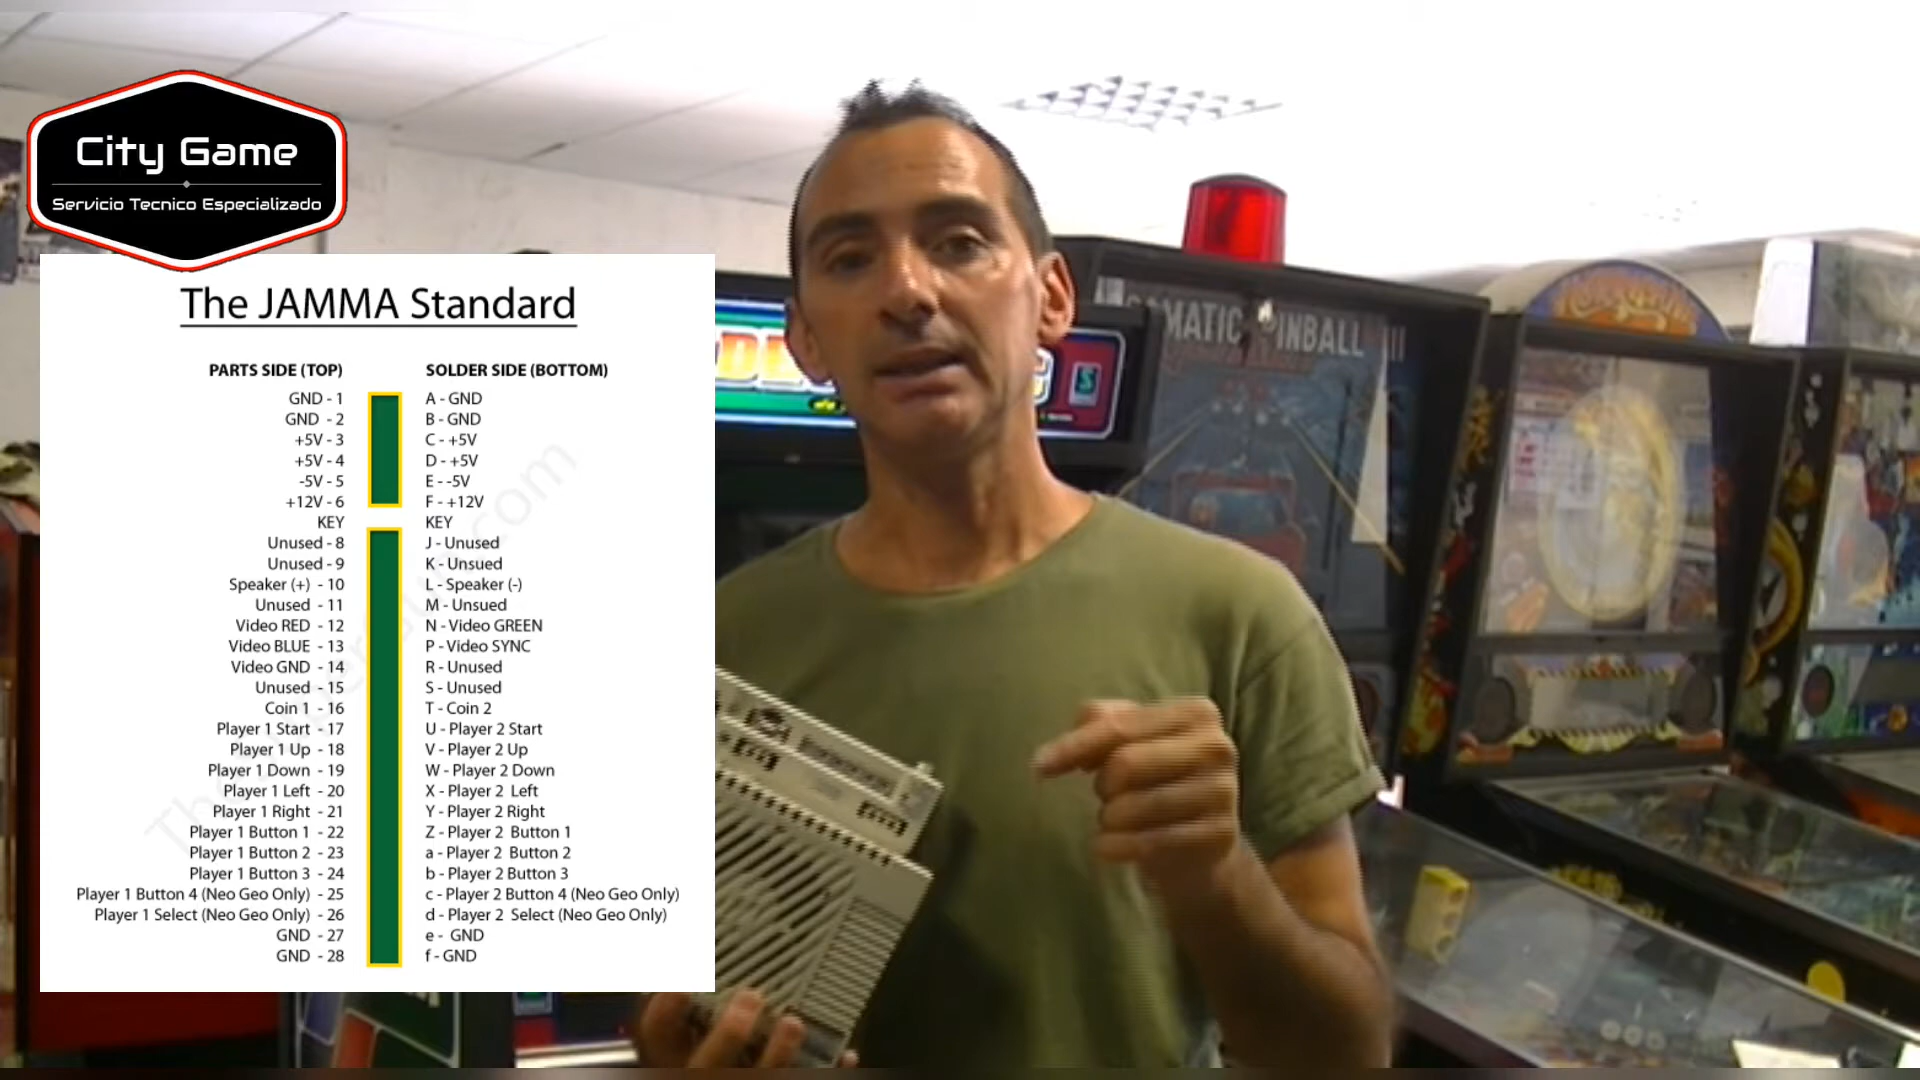 City Game
Servicio Tecnico Especializado
The JAMMA Standard
PARTS SIDE (TOP) SOLDER SIDE (BOTTOM)
GND - 1 A - GND
GND - 2 B - GND
+5V - 3 C - +5V
+5V - 4 D - +5V
-5V - 5 E - -5V
+12V - 6 F - +12V
KEY KEY
Unused - 8 J - Unused
Unused - 9 K - Unsued
Speaker (+) - 10 L - Speaker (-)
Unused - 11 M - Unsued
Video RED - 12 N - Video GREEN
Video BLUE - 13 P - Video SYNC
Video GND - 14 R - Unused
Unused - 15 S - Unused
Coin 1 - 16 T - Coin 2
Player 1 Start - 17 U - Player 2 Start
Player 1 Up - 18 V - Player 2 Up
Player 1 Down - 19 W - Player 2 Down
Player 1 Left - 20 X - Player 2 Left
Player 1 Right - 21 Y - Player 2 Right
Player 1 Button 1 - 22 Z - Player 2 Button 1
Player 1 Button 2 - 23 a - Player 2 Button 2
Player 1 Button 3 - 24 b - Player 2 Button 3
Player 1 Button 4 (Neo Geo Only) - 25 c - Player 2 Button 4 (Neo Geo Only)
Player 1 Select (Neo Geo Only) - 26 d - Player 2 Select (Neo Geo Only)
GND - 27 e - GND
GND - 28 f - GND
PINBALL III